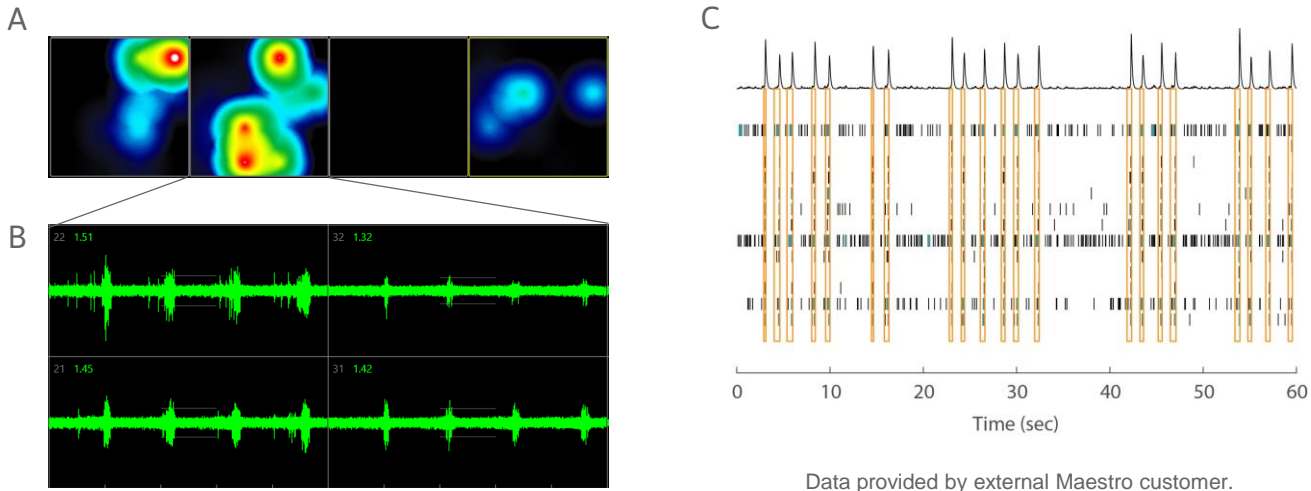 A
B
22 1.51
32 1.32
21 1.45
31 1.42
C
0 10 20 30 40 50 60
Time (sec)
Data provided by external Maestro customer.